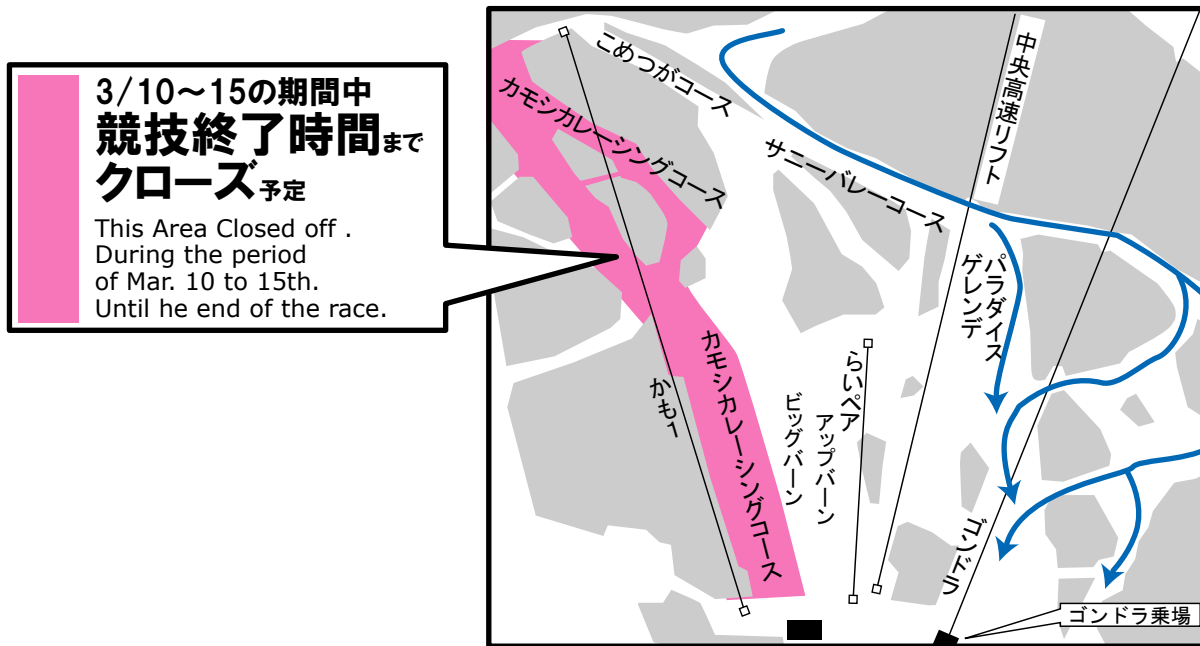 3/10～15の期間中
競技終了時間まで
クローズ予定
This Area Closed off .
During the period
of Mar. 10 to 15th.
Until he end of the race.
こめつがコース
カモシカレーシングコース
サニーバレーコース
中央高速リフト
パラダイス
ゲレンデ
かも1
カモシカレーシングコース
らいペア
アップバーン
ビッグバーン
ゴンドラ
ゴンドラ乗場